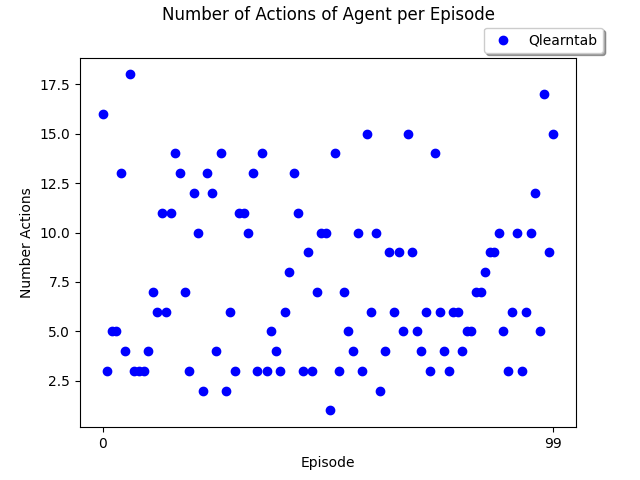 Number of Actions of Agent per Episode
Qlearntab
17.5
15.0
12.5
10.0
7.5
5.0
2.5
Number Actions
0
99
Episode